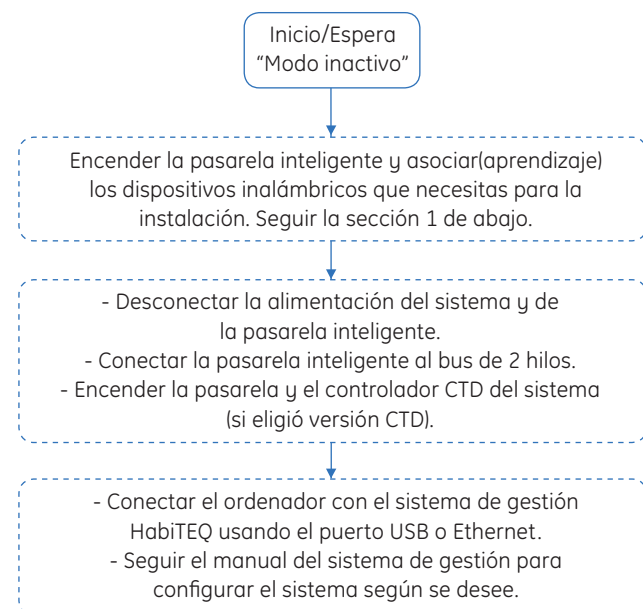 Inicio/Espera
“Modo inactivo”
Encender la pasarela inteligente y asociar(aprendizaje)
los dispositivos inalámbricos que necesitas para la
instalación. Seguir la sección 1 de abajo.
- Desconectar la alimentación del sistema y de
la pasarela inteligente.
- Conectar la pasarela inteligente al bus de 2 hilos.
- Encender la pasarela y el controlador CTD del sistema
(si eligió versión CTD).
- Conectar el ordenador con el sistema de gestión
HabiTEQ usando el puerto USB o Ethernet.
- Seguir el manual del sistema de gestión para
configurar el sistema según se desee.